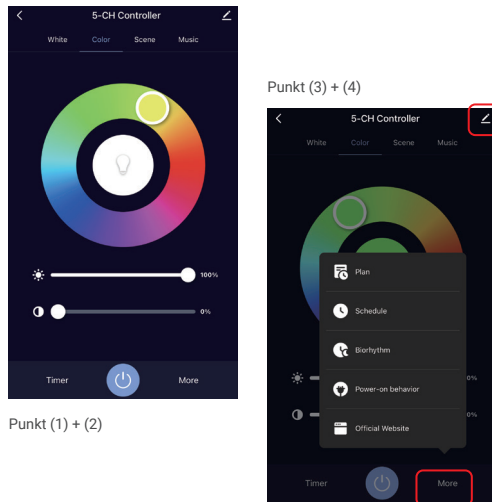 5-CH Controller
White Color Scene Music
100%
0%
Timer More
Punkt (1) + (2)
Punkt (3) + (4)
5-CH Controller
White Color Scene Music
Plan
Schedule
Biorhythm
0%
Power-on behavior
0%
Official Website
Timer More